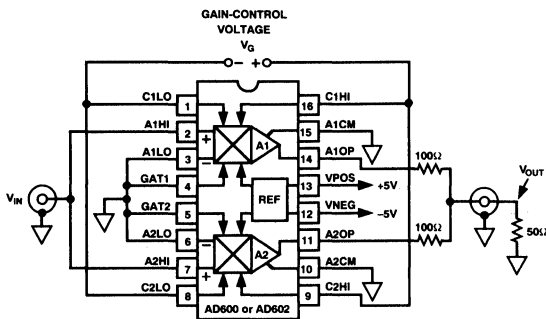 GAIN-CONTROL
VOLTAGE
VG
– +
C1LO 1 16 C1HI
A1HI 2 + A1 15 A1CM
A1LO 3 – 14 A1OP
100Ω
GAT1 4 13 VPOS +5V
REF
VIN
VOUT
GAT2 5 12 VNEG –5V
50Ω
A2LO 6 – 11 A2OP
100Ω
A2HI 7 + A2 10 A2CM
C2LO 8 9 C2HI
AD600 or AD602